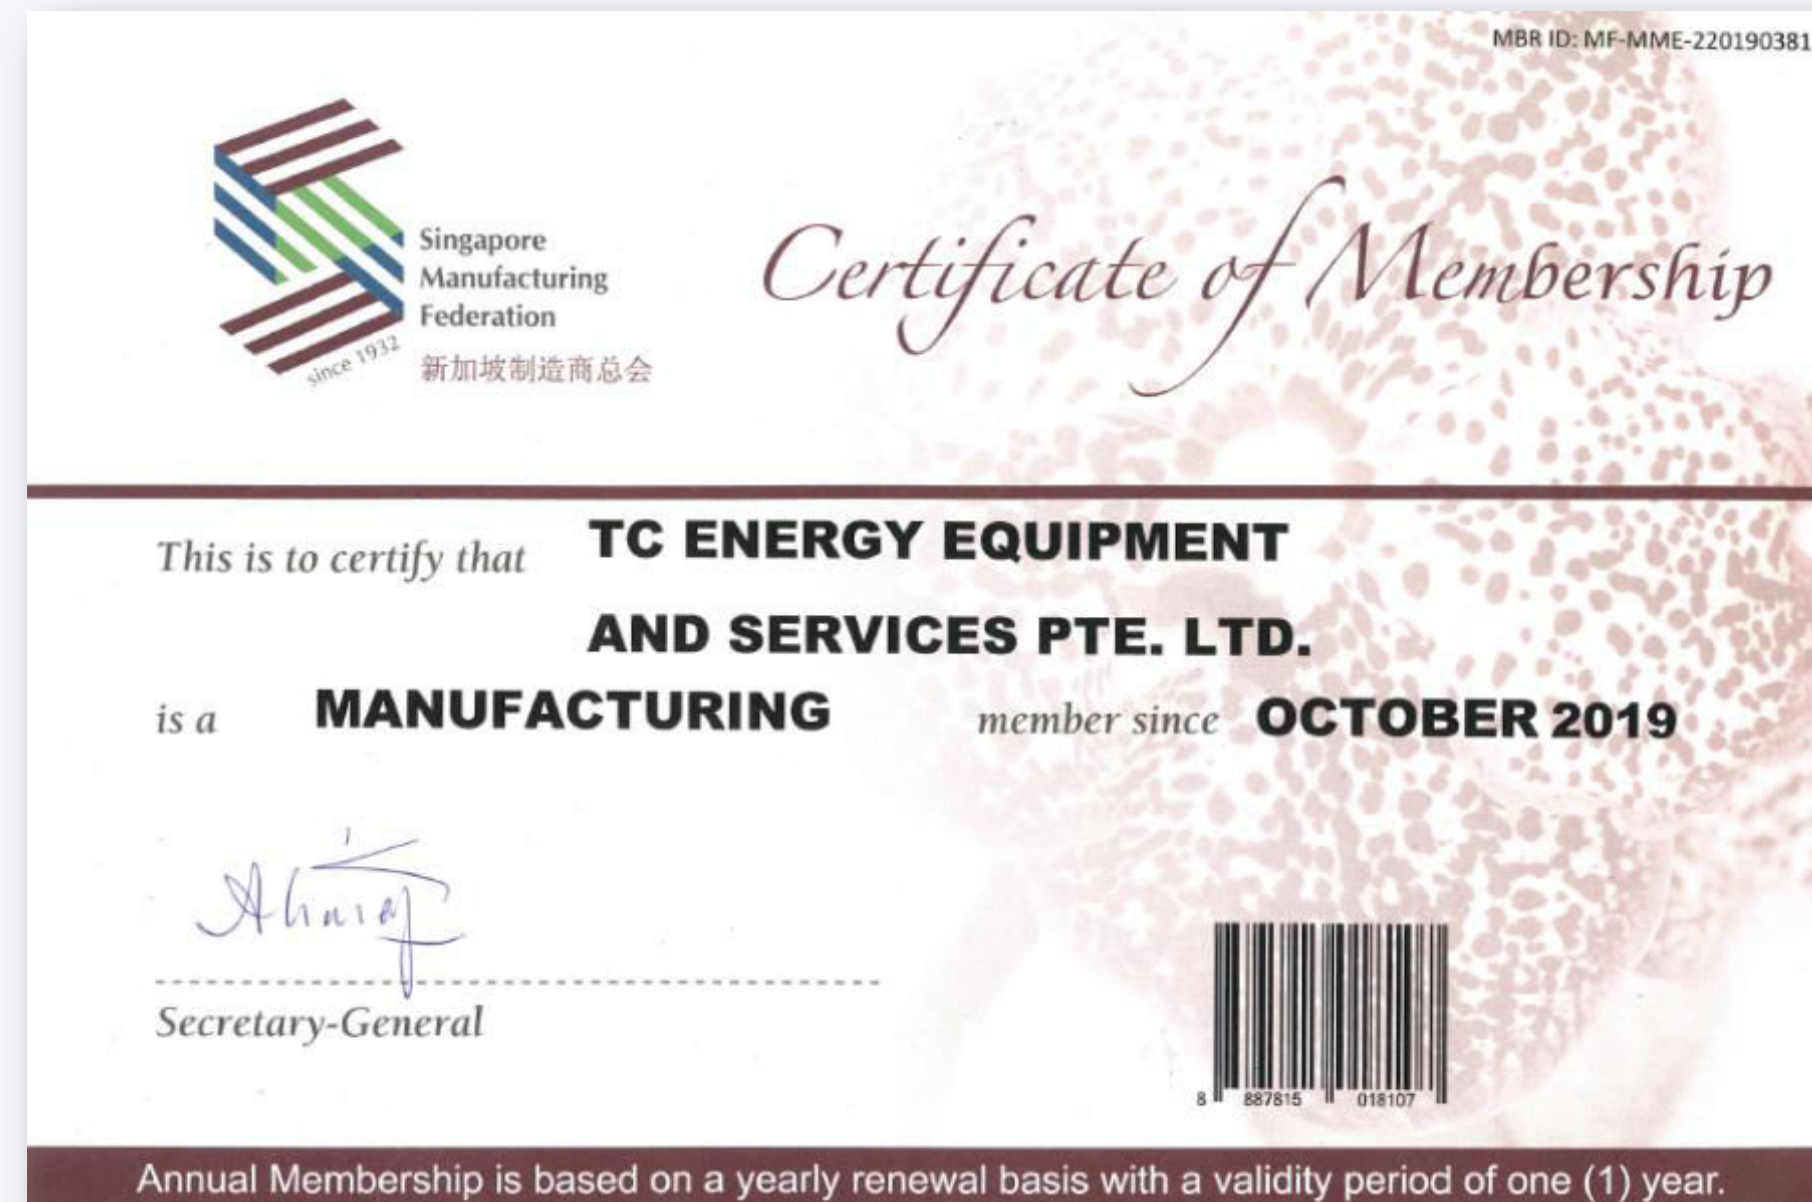 MBR ID: MF-MME-220190381
Certificate of Membership
Singapore
Manufacturing
Federation
since 1932
新加坡制造商总会
This is to certify that TC ENERGY EQUIPMENT
AND SERVICES PTE. LTD.
is a MANUFACTURING member since OCTOBER 2019
Secretary-General
8 887815 018107
Annual Membership is based on a yearly renewal basis with a validity period of one (1) year.